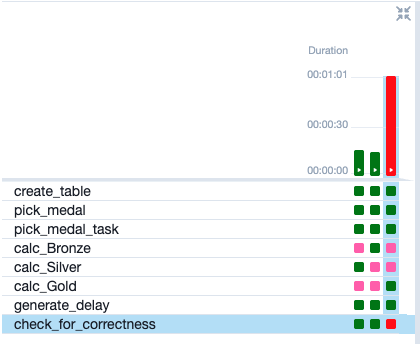 Duration
00:01:01
00:00:30
00:00:00
create_table
pick_medal
pick_medal_task
calc_Bronze
calc_Silver
calc_Gold
generate_delay
check_for_correctness